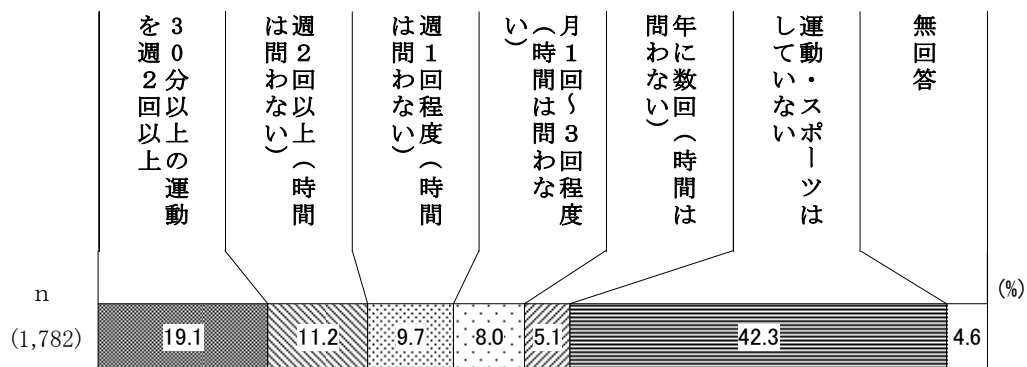 ３０分以上の運動
を週２回以上
週２回以上（時間
は問わない）
週１回程度（時間
は問わない）
月１回～３回程度
（時間は問わな
い）
年に数回（時間は
問わない）
運動・スポーツは
していない
無回答
n
(1,782)
19.1
11.2
9.7
8.0
5.1
42.3
4.6
(%)